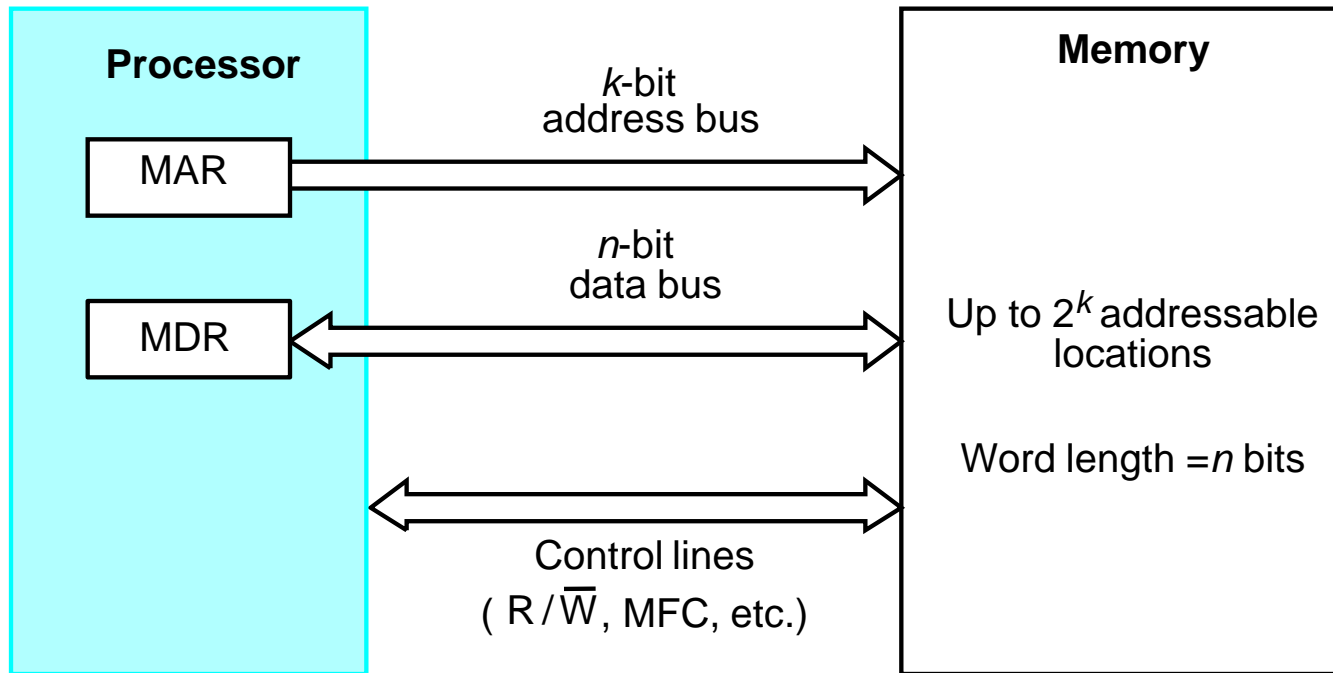 Processor
MAR
MDR
k-bit
address bus
n-bit
data bus
Control lines
( R / W̅, MFC, etc.)
Memory
Up to 2ᵏ addressable
locations
Word length =n bits